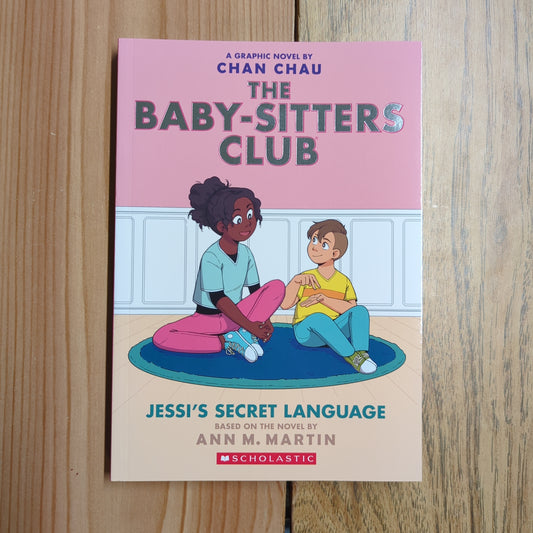 A GRAPHIC NOVEL BY
CHAN CHAU
THE
BABY-SITTERS
CLUB
JESSI'S SECRET LANGUAGE
BASED ON THE NOVEL BY
ANN M. MARTIN
SCHOLASTIC